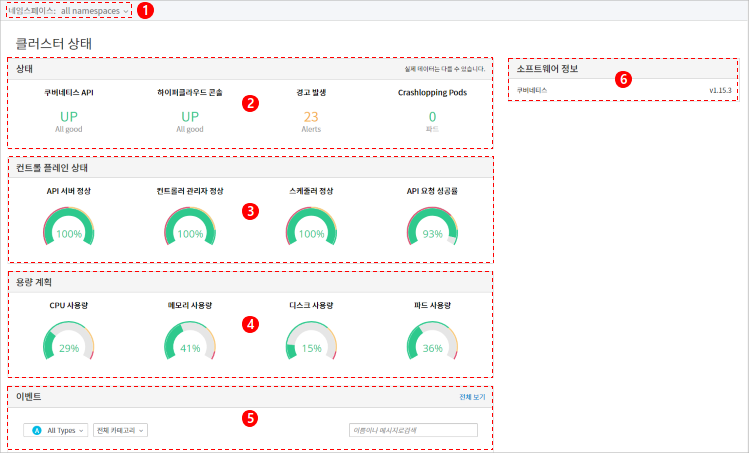 네임스페이스: all namespaces
1
클러스터 상태
상태
실제 데이터는 다를 수 있습니다.
쿠버네티스 API
하이퍼클라우드 콘솔
경고 발생
Crashlopping Pods
2
UP
UP
23
0
All good
All good
Alerts
파드
소프트웨어 정보
6
쿠버네티스
v1.15.3
컨트롤 플레인 상태
API 서버 정상
컨트롤러 관리자 정상
스케줄러 정상
API 요청 성공률
3
100%
100%
100%
93%
용량 계획
CPU 사용량
메모리 사용량
디스크 사용량
파드 사용량
4
29%
41%
15%
36%
이벤트
전체 보기
5
A All Types
전체 카테고리
이름이나 메시지로검색